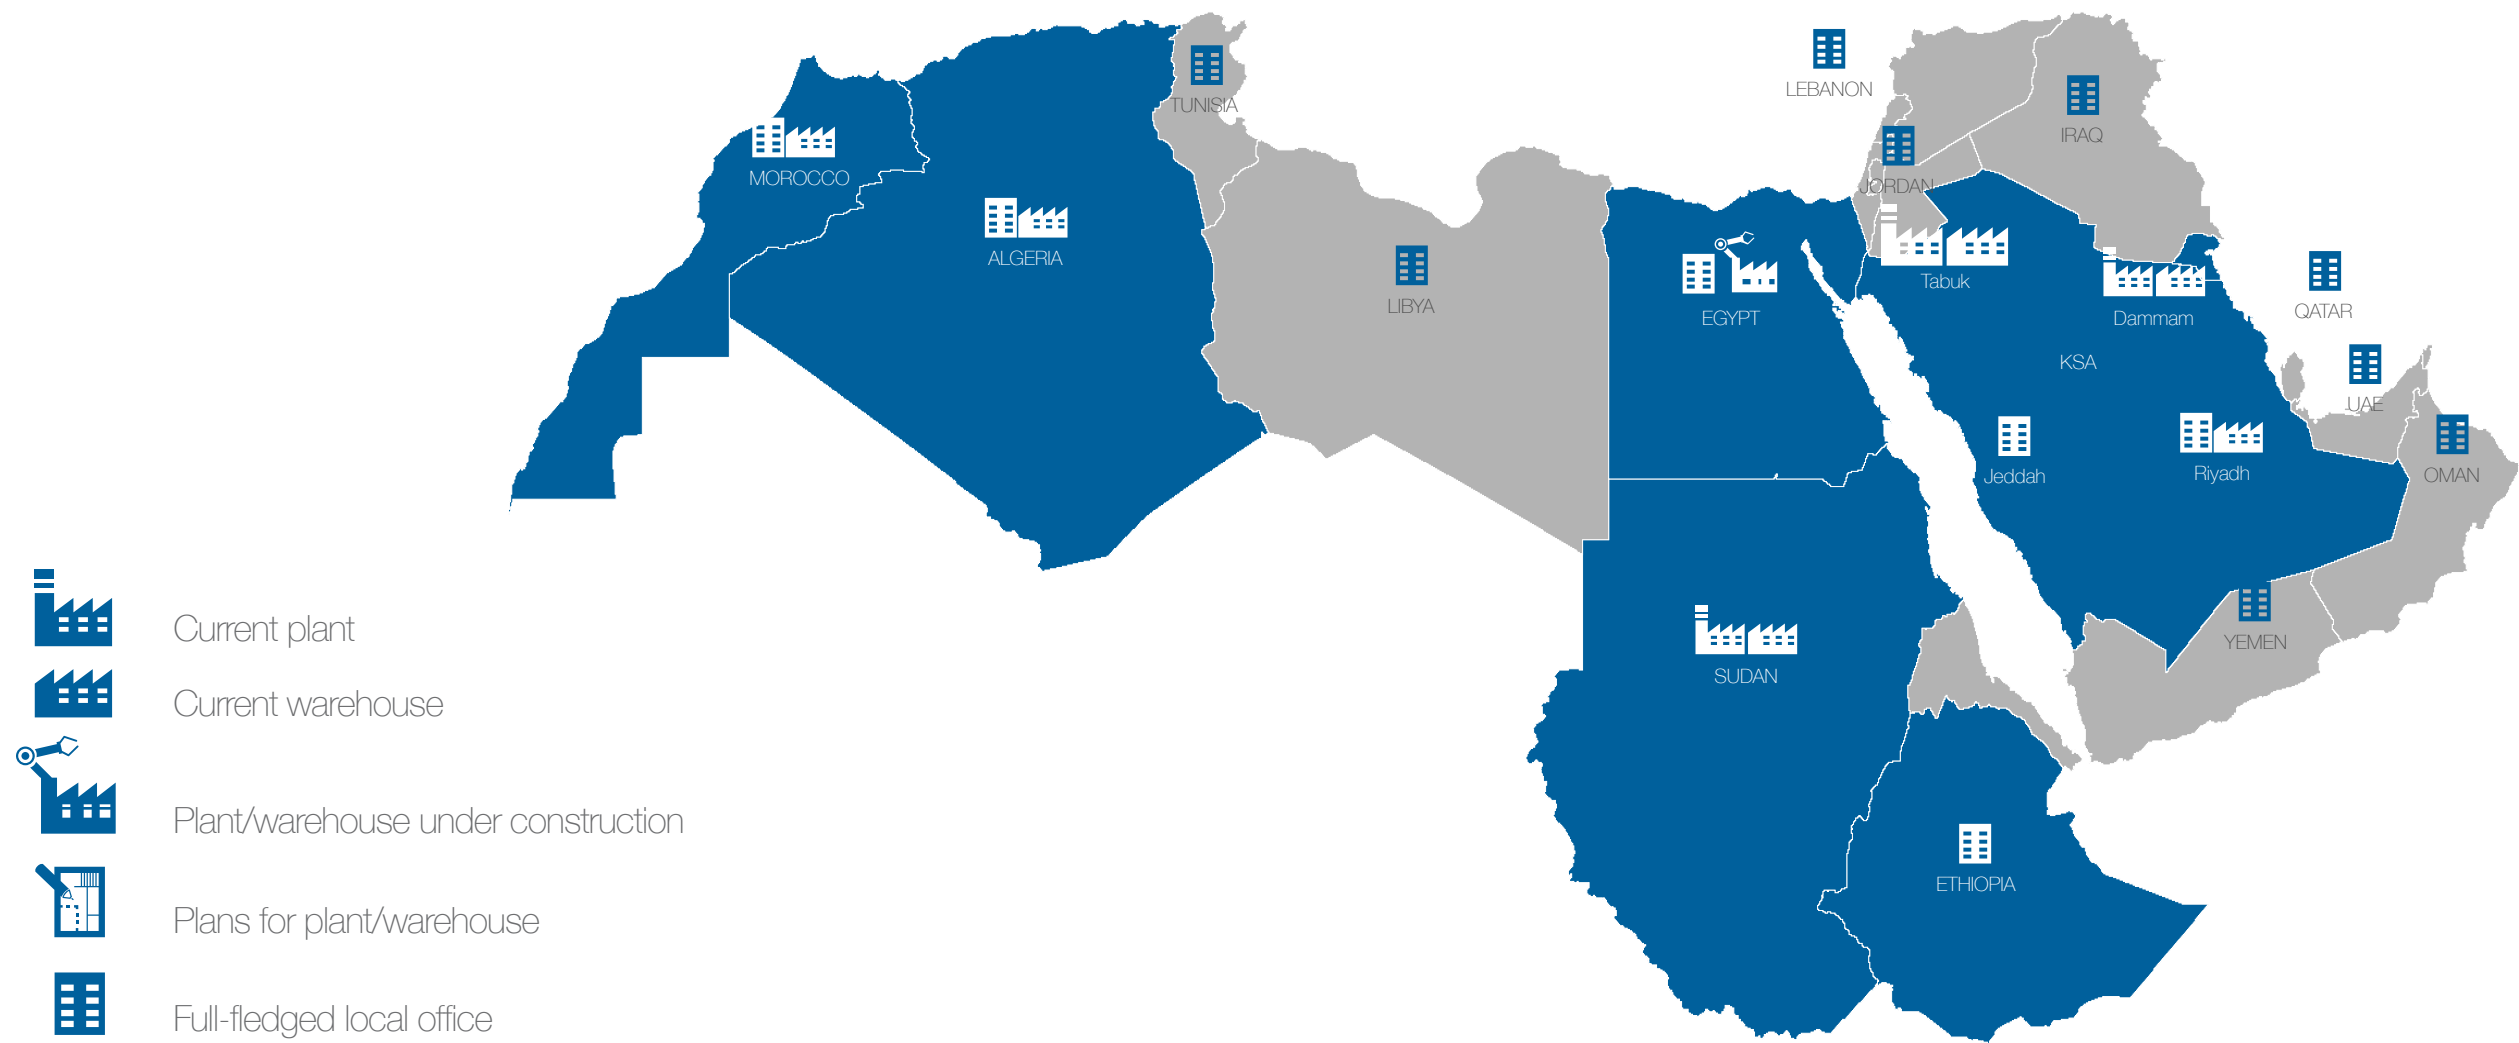 TUNISIA
LEBANON
IRAQ
MOROCCO
JORDAN
ALGERIA
LIBYA
EGYPT
Tabuk
Dammam
QATAR
KSA
UAE
Jeddah
Riyadh
OMAN
SUDAN
YEMEN
ETHIOPIA
Current plant
Current warehouse
Plant/warehouse under construction
Plans for plant/warehouse
Full-fledged local office